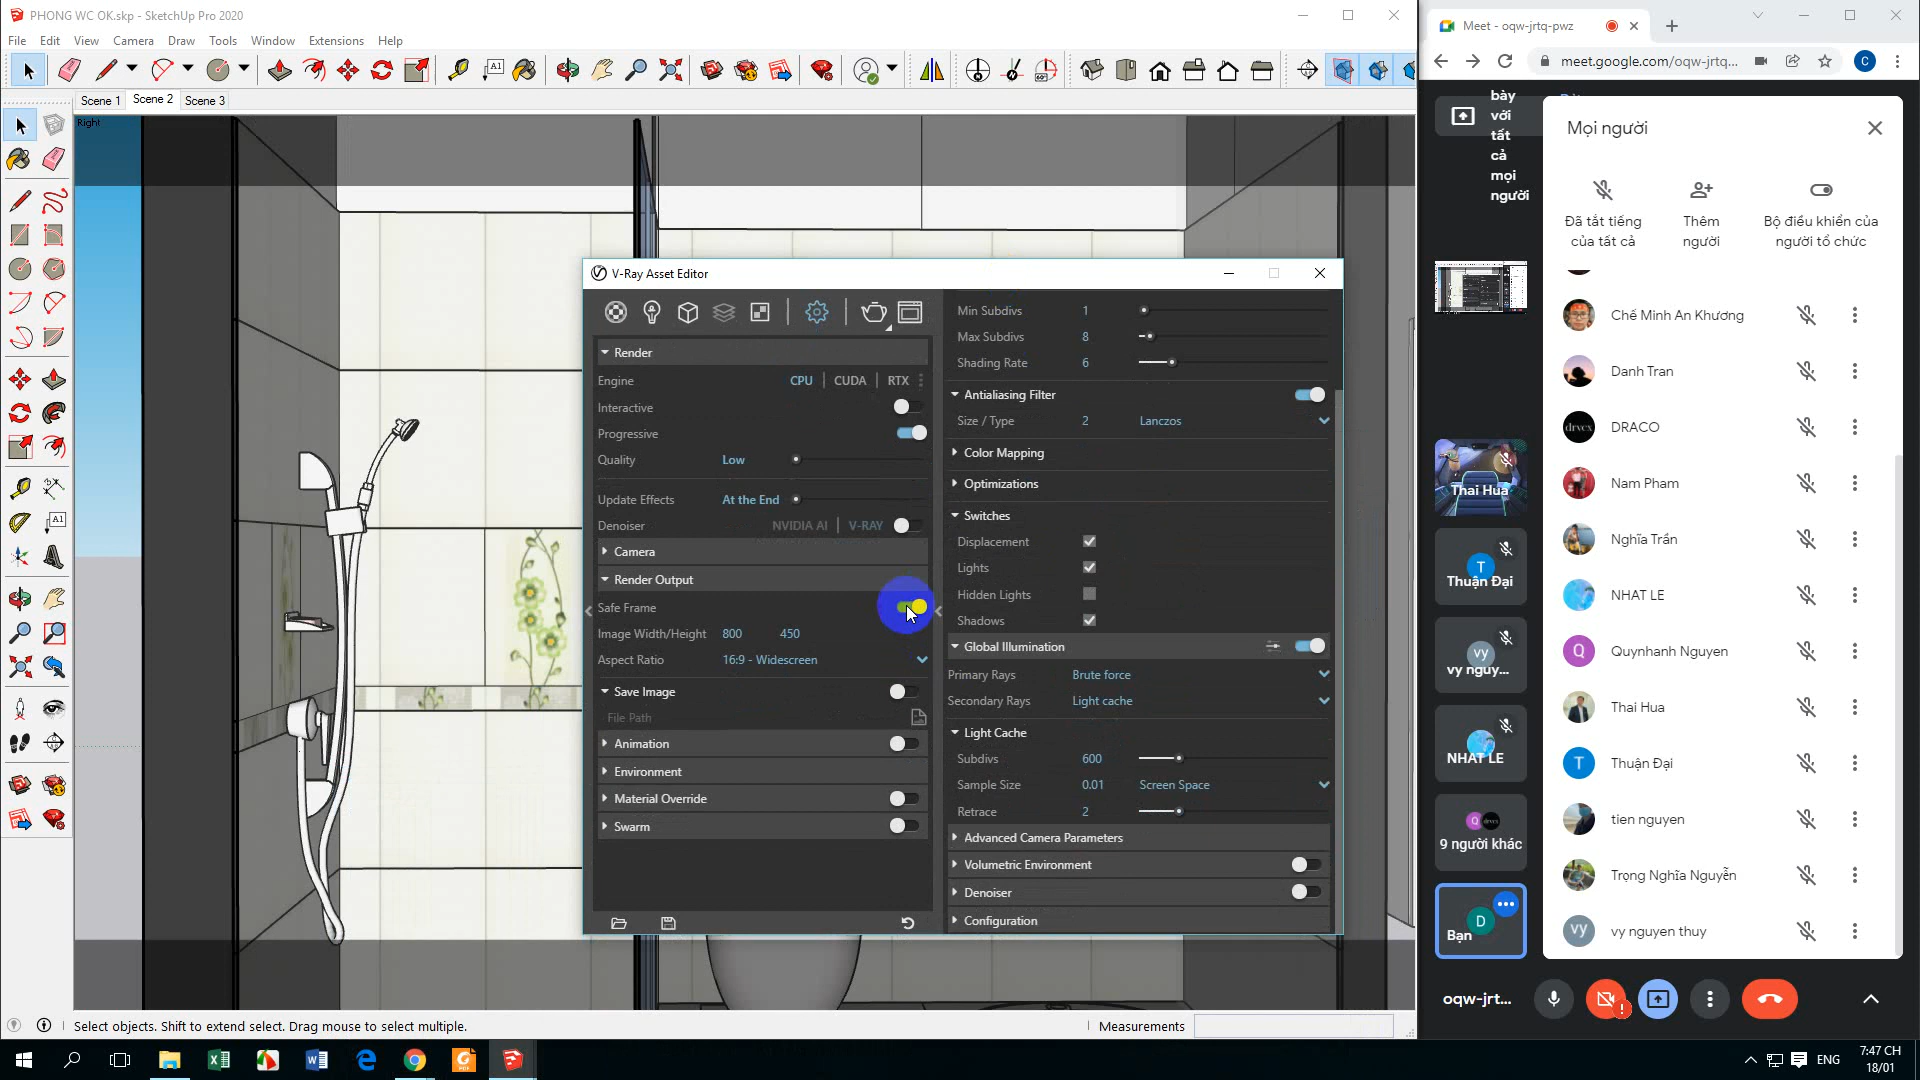 PHONG WC OK.skp - SketchUp Pro 2020
File Edit View Camera Draw Tools Window Extensions Help
Scene 1 Scene 2 Scene 3
Right
A1
A1
V-Ray Asset Editor
Render
Engine CPU | CUDA | RTX
Interactive
Progressive
Quality Low
Update Effects At the End
Denoiser NVIDIA AI | V-RAY
Camera
Render Output
Safe Frame
Image Width/Height 800 450
Aspect Ratio 16:9 - Widescreen
Save Image
File Path
Animation
Environment
Material Override
Swarm
Min Subdivs 1
Max Subdivs 8
Shading Rate 6
Antialiasing Filter
Size / Type 2 Lanczos
Color Mapping
Optimizations
Switches
Displacement
Lights
Hidden Lights
Shadows
Global Illumination
Primary Rays Brute force
Secondary Rays Light cache
Light Cache
Subdivs 600
Sample Size 0.01 Screen Space
Retrace 2
Advanced Camera Parameters
Volumetric Environment
Denoiser
Configuration
Select objects. Shift to extend select. Drag mouse to select multiple.
Measurements
Meet - oqw-jrtq-pwz
meet.google.com/oqw-jrtq...
C
bày
với
tất
cả
mọi
người
Mọi người
Đã tắt tiếng
của tất cả
Thêm
người
Bộ điều khiển của
người tổ chức
Chế Minh An Khương
Danh Tran
DRACO
Nam Pham
Nghĩa Trần
NHAT LE
Q Quynhanh Nguyen
Thai Hua
T Thuận Đại
tien nguyen
Trọng Nghĩa Nguyễn
vy vy nguyen thuy
Thai Hua
T
Thuận Đại
vy
vy nguy...
NHAT LE
Q
9 người khác
D
Bạn
oqw-jrt...
ENG
7:47 CH
18/01